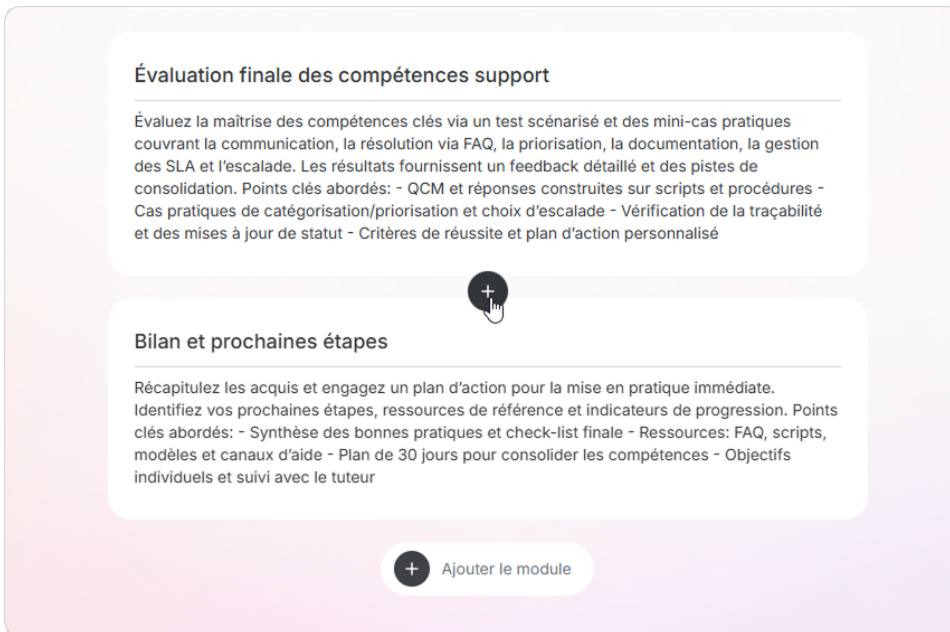 Évaluation finale des compétences support
Évaluez la maîtrise des compétences clés via un test scénarisé et des mini-cas pratiques
couvrant la communication, la résolution via FAQ, la priorisation, la documentation, la gestion
des SLA et l’escalade. Les résultats fournissent un feedback détaillé et des pistes de
consolidation. Points clés abordés: - QCM et réponses construites sur scripts et procédures -
Cas pratiques de catégorisation/priorisation et choix d’escalade - Vérification de la traçabilité
et des mises à jour de statut - Critères de réussite et plan d’action personnalisé
Bilan et prochaines étapes
Récapitulez les acquis et engagez un plan d’action pour la mise en pratique immédiate.
Identifiez vos prochaines étapes, ressources de référence et indicateurs de progression. Points
clés abordés: - Synthèse des bonnes pratiques et check-list finale - Ressources: FAQ, scripts,
modèles et canaux d’aide - Plan de 30 jours pour consolider les compétences - Objectifs
individuels et suivi avec le tuteur
Ajouter le module